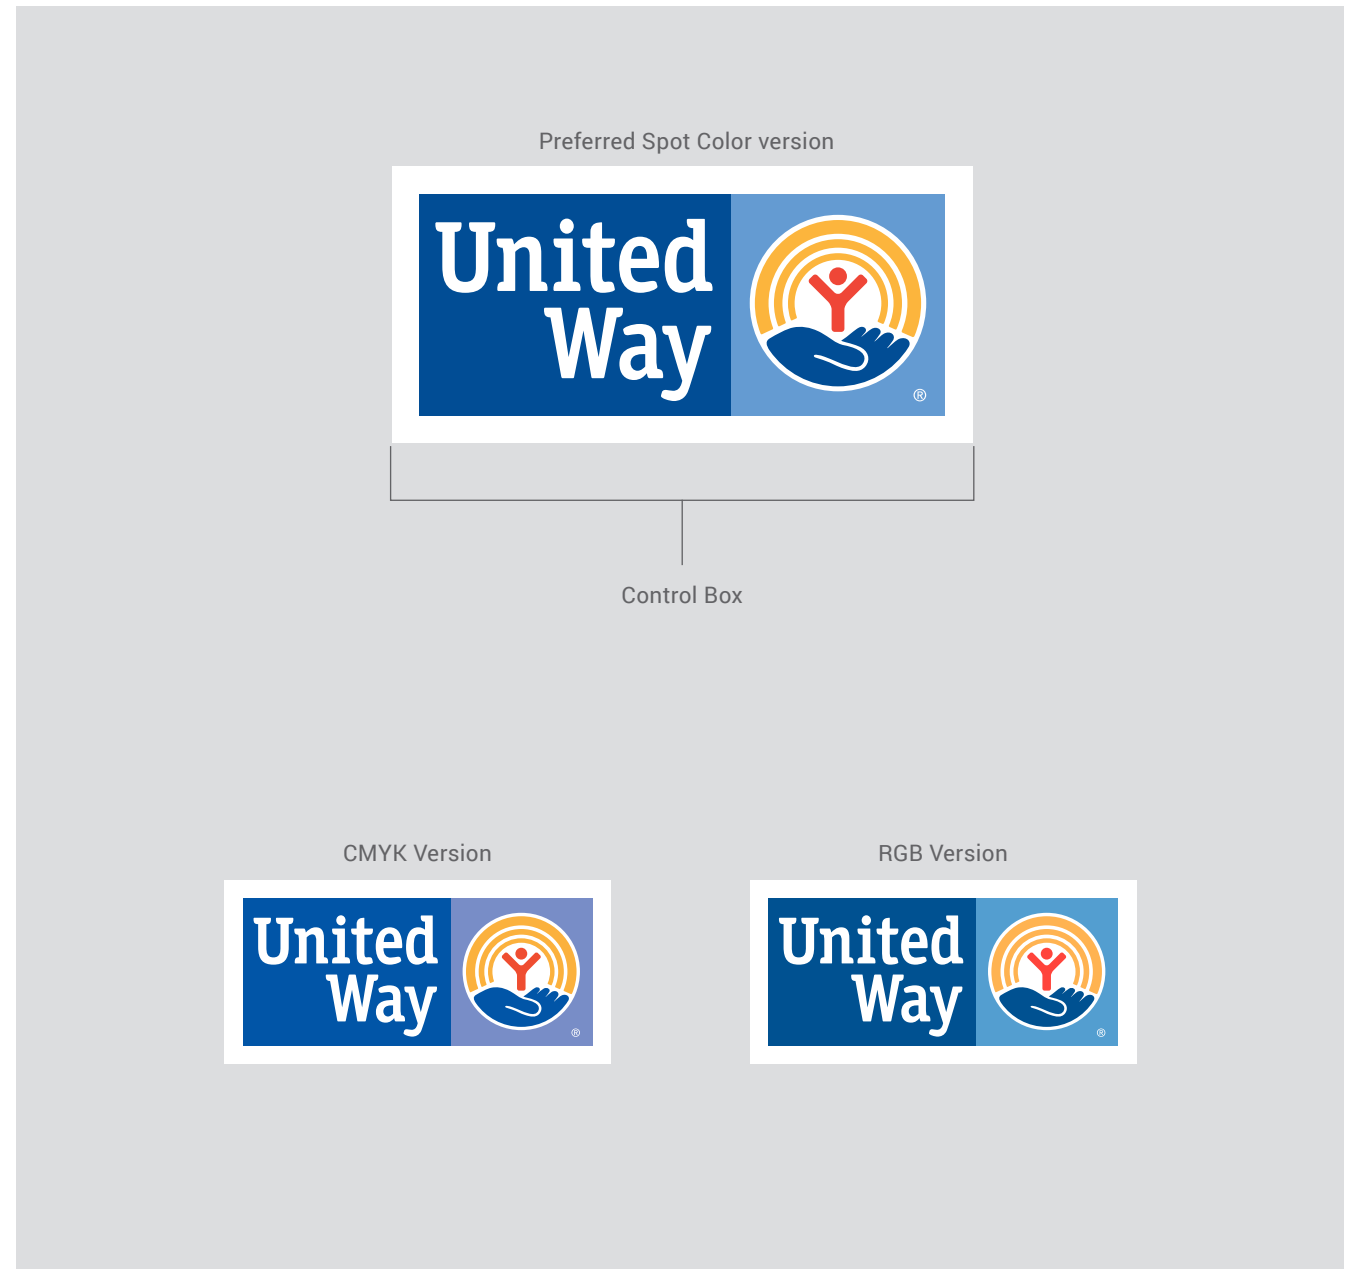 Preferred Spot Color version
United
Way
®
Control Box
CMYK Version
United
Way
®
RGB Version
United
Way
®